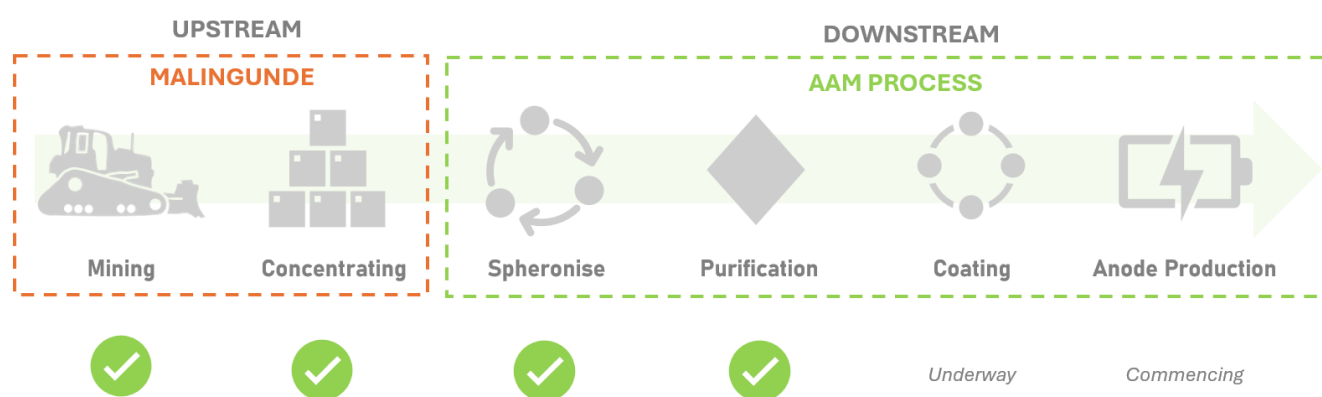 UPSTREAM
DOWNSTREAM
MALINGUNDE
AAM PROCESS
Mining
Concentrating
Spheronise
Purification
Coating
Anode Production
Underway
Commencing